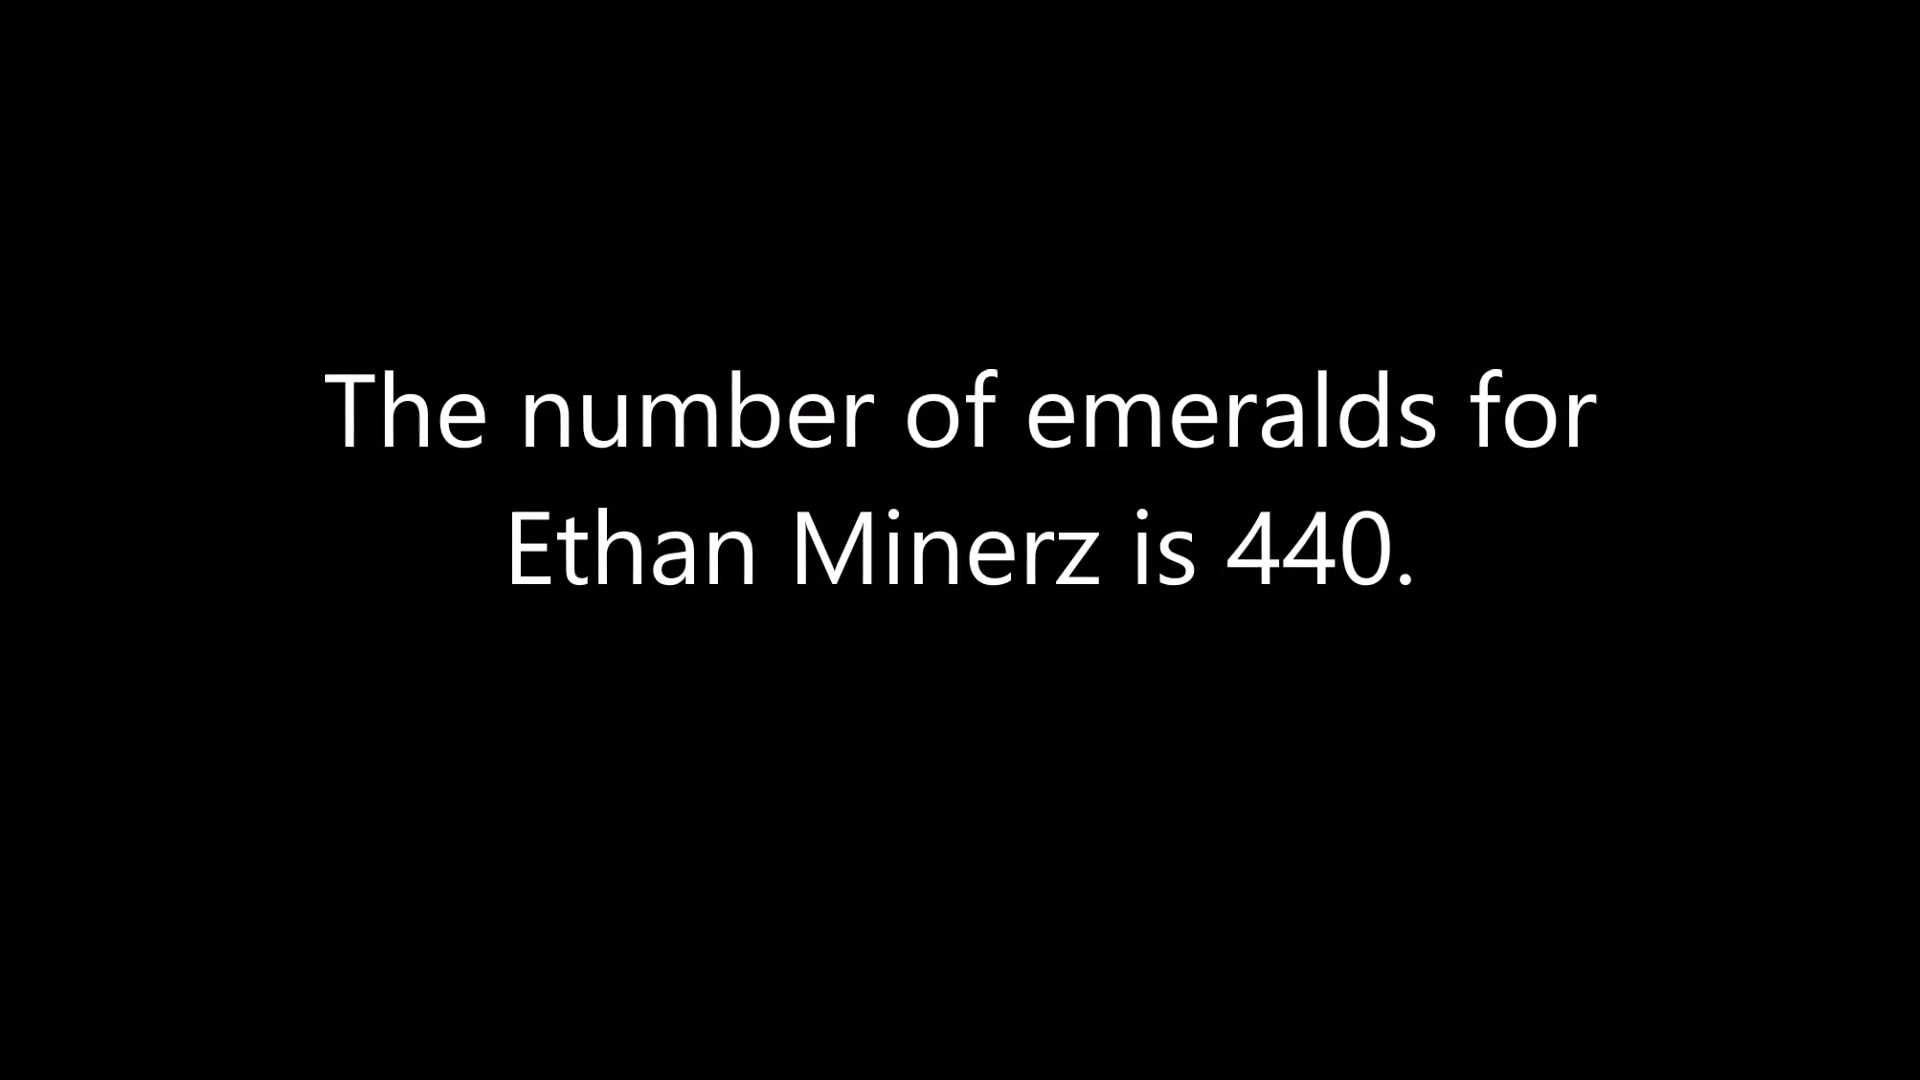 The number of emeralds for
Ethan Minerz is 440.